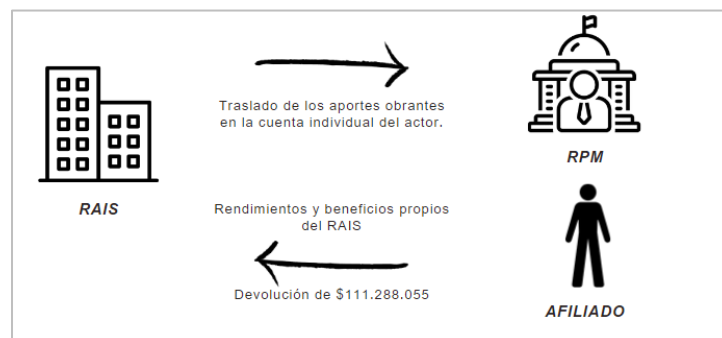 Traslado de los aportes obrantes
en la cuenta individual del actor.
RPM
RAIS
Rendimientos y beneficios propios
del RAIS
Devolución de $111.288.055
AFILIADO